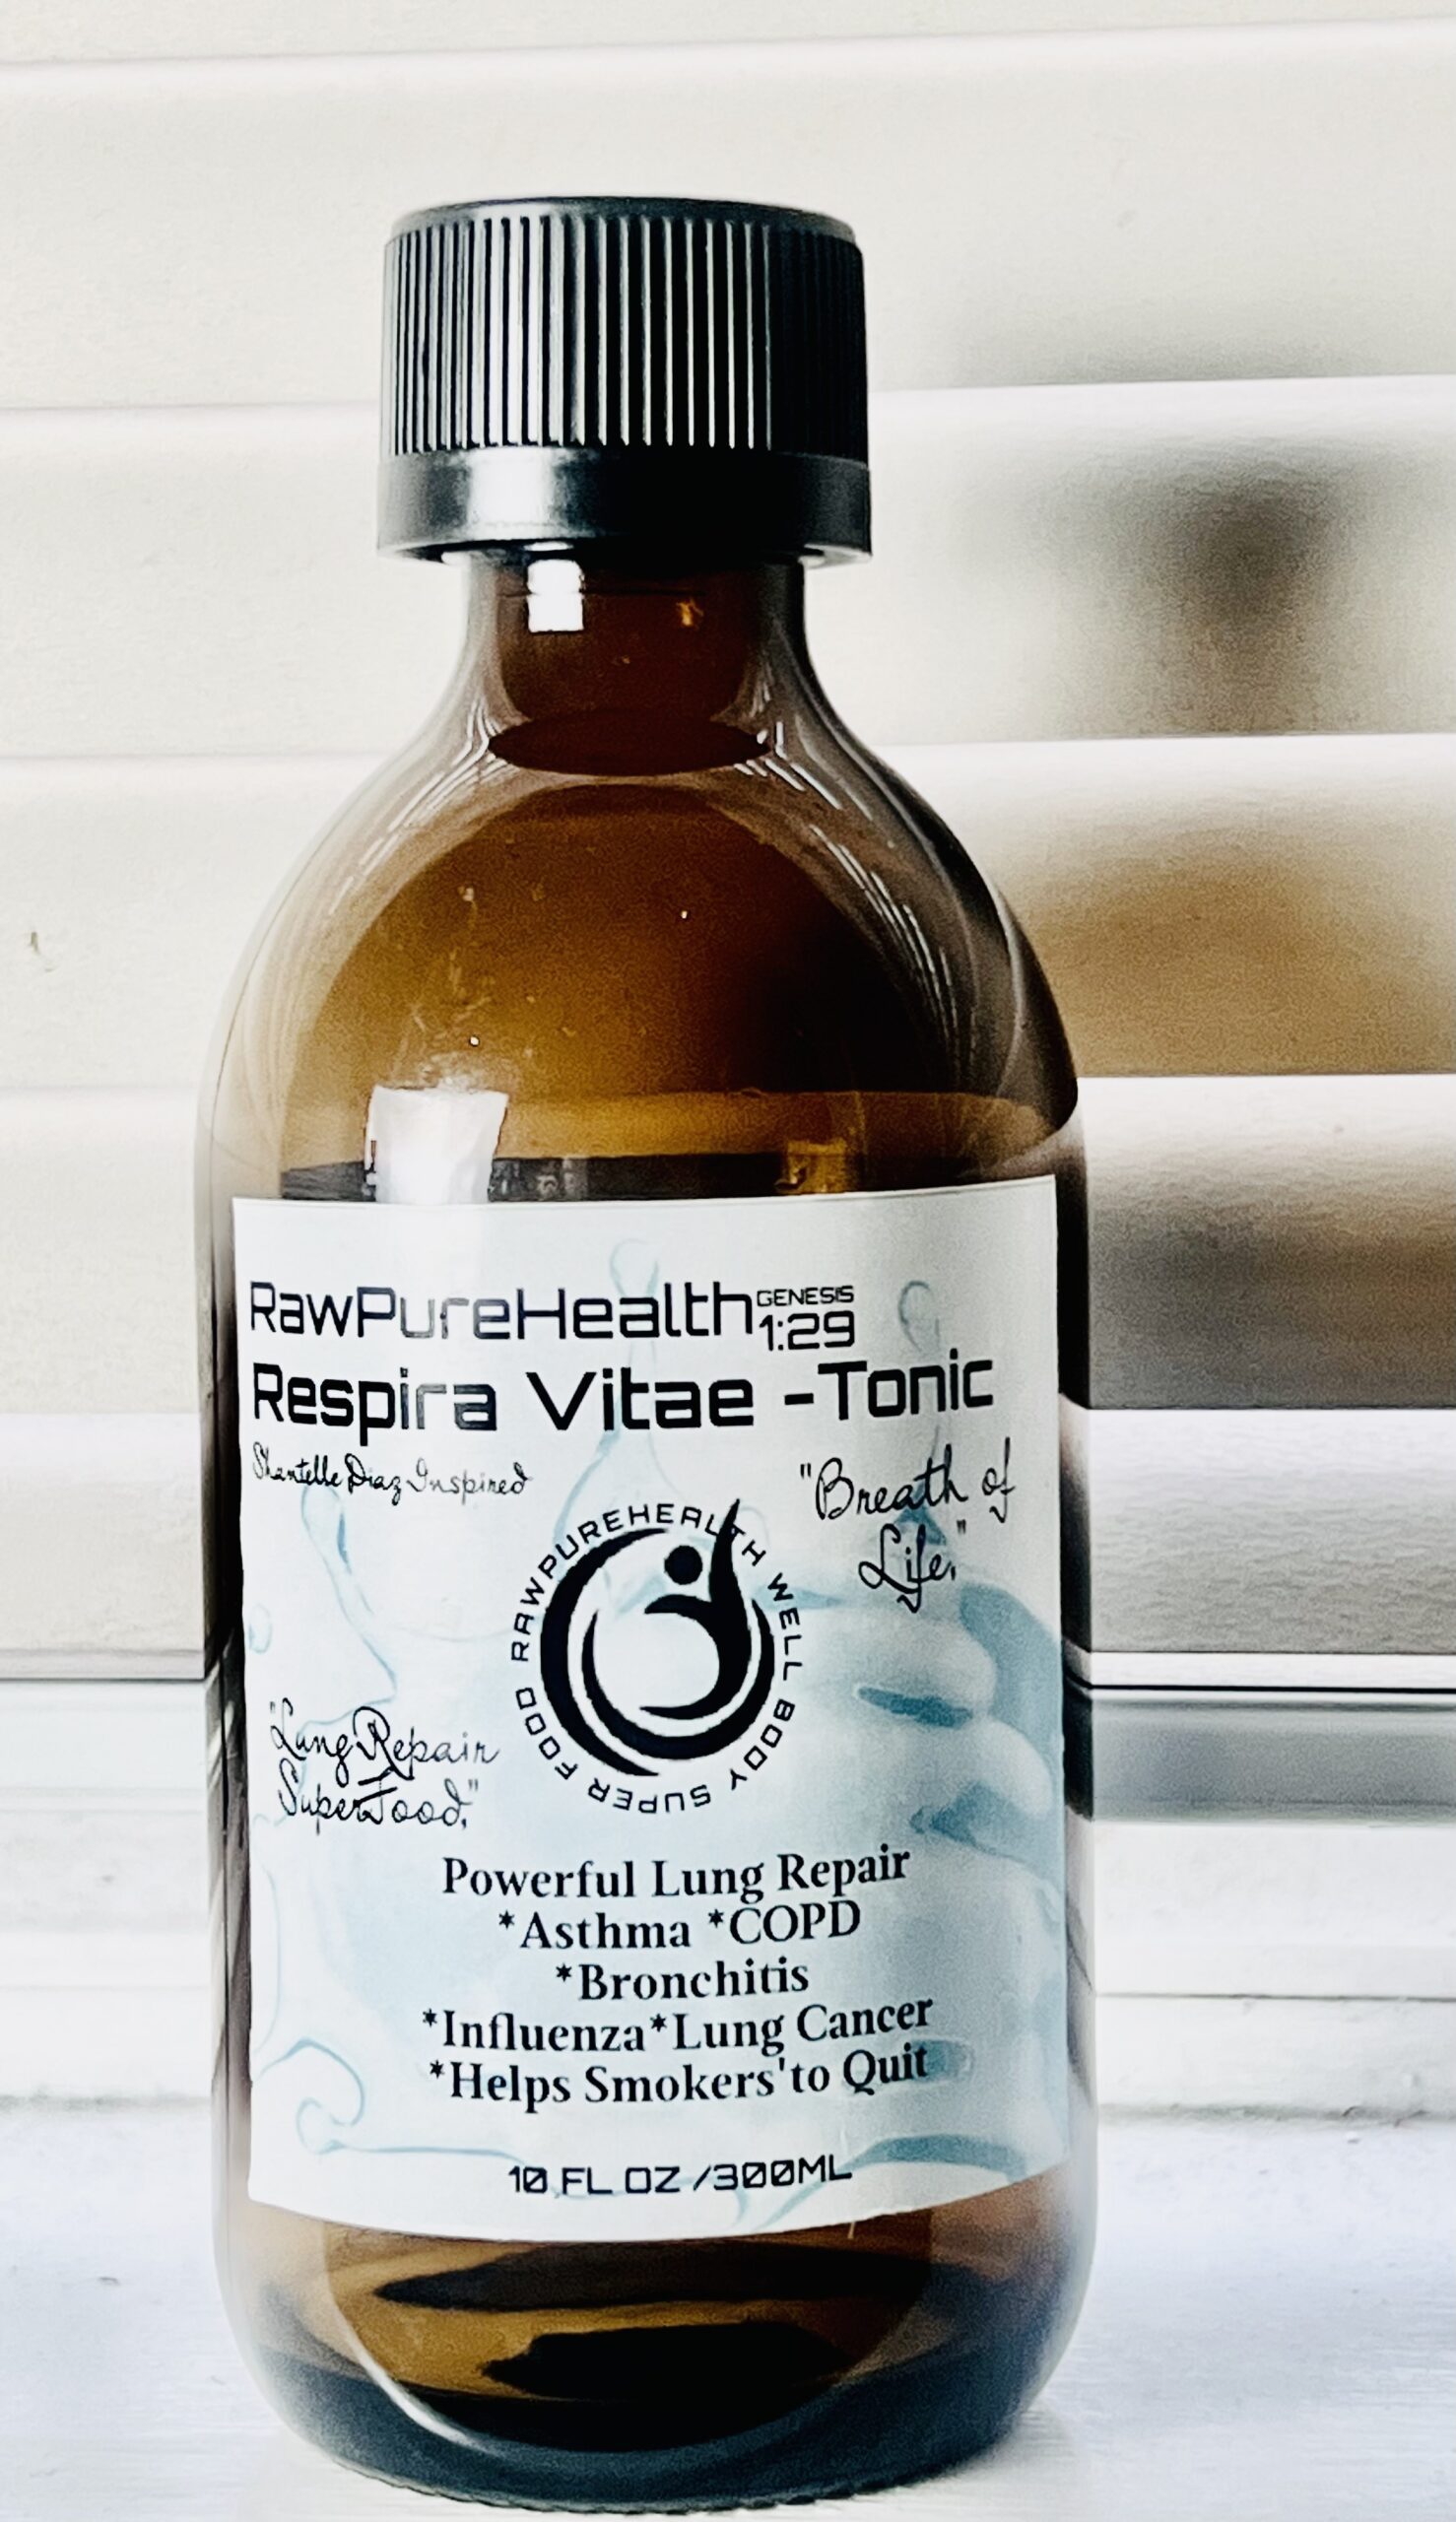 RawPureHealth GENESIS 1:29
Respira Vitae -Tonic
Shantelle Diaz Inspired
"Breath of
Life."
RAWPUREHEALTH WELL BODY SUPER FOOD
"Lung Repair
SuperFood."
Powerful Lung Repair
*Asthma *COPD
*Bronchitis
*Influenza*Lung Cancer
*Helps Smokers'to Quit
10 FL OZ /300ML